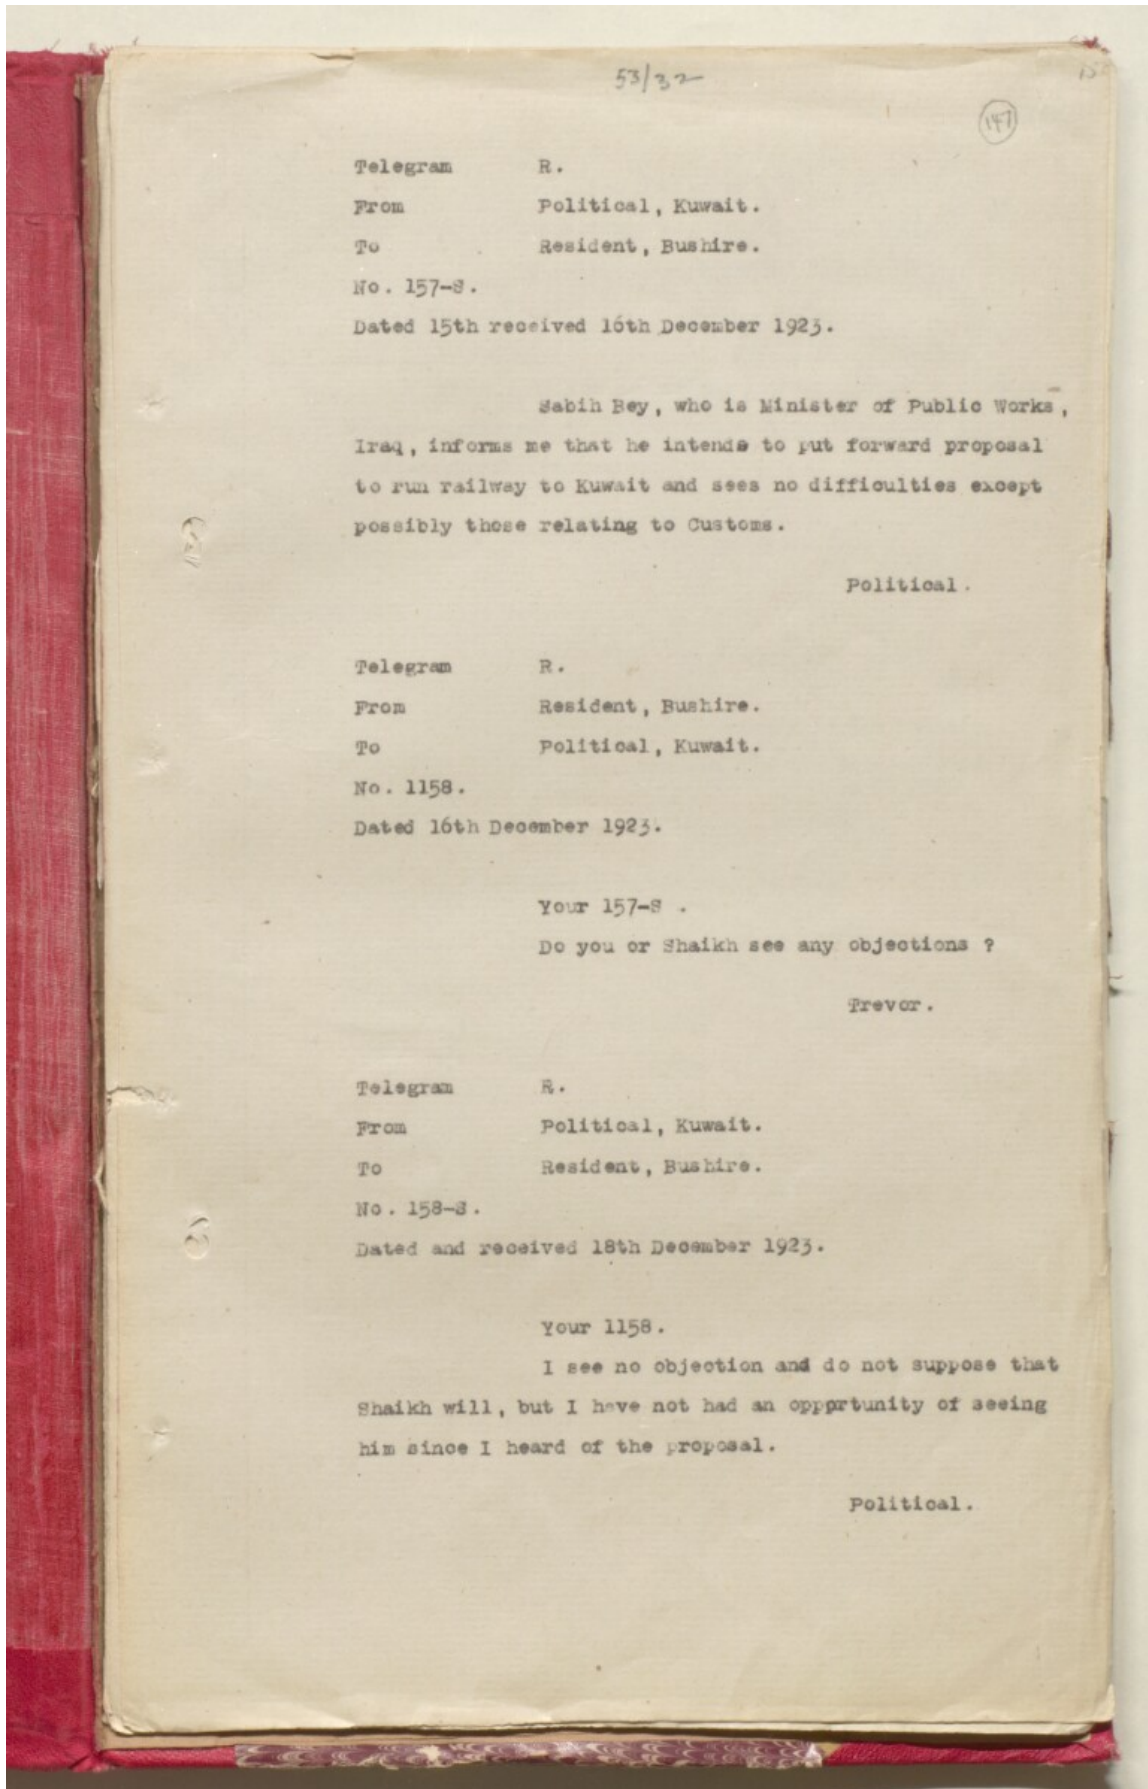 53/32
147
Telegram R.
From Political, Kuwait.
To Resident, Bushire.
No. 157-S.
Dated 15th received 16th December 1923.
Sabih Bey, who is Minister of Public Works,
Iraq, informs me that he intends to put forward proposal
to run railway to Kuwait and sees no difficulties except
possibly those relating to Customs.
Political.
Telegram R.
From Resident, Bushire.
To Political, Kuwait.
No. 1158.
Dated 16th December 1923.
Your 157-S .
Do you or Shaikh see any objections ?
Trevor.
Telegram R.
From Political, Kuwait.
To Resident, Bushire.
No. 158-S.
Dated and received 18th December 1923.
Your 1158.
I see no objection and do not suppose that
Shaikh will, but I have not had an opportunity of seeing
him since I heard of the proposal.
Political.